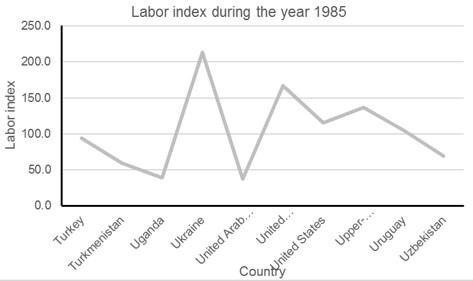 Labor index during the year 1985
250.0
200.0
150.0
100.0
50.0
0.0
Labor index
Turkey
Turkmenistan
Uganda
Ukraine
United Arab...
United...
United States
Upper-...
Uruguay
Uzbekistan
Country